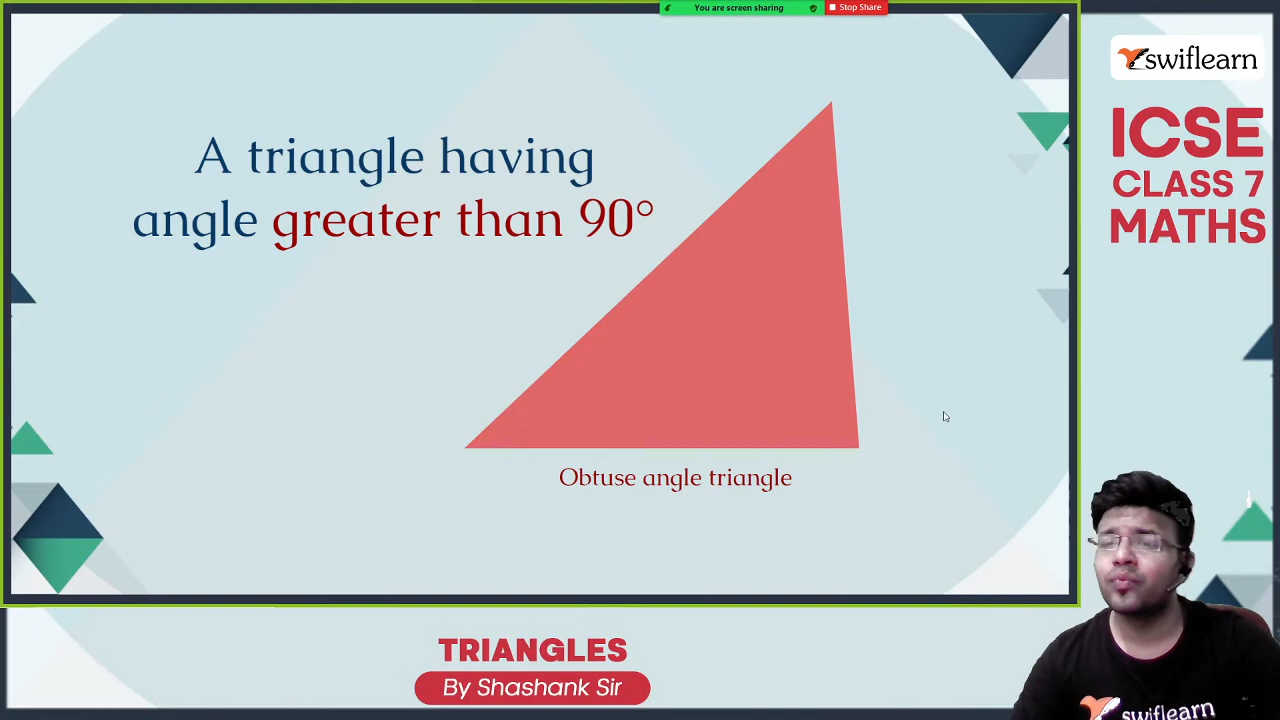 You are screen sharing
Stop Share
swiflearn
ICSE
CLASS 7
MATHS
A triangle having
angle greater than 90°
Obtuse angle triangle
TRIANGLES
By Shashank Sir
swiflearn